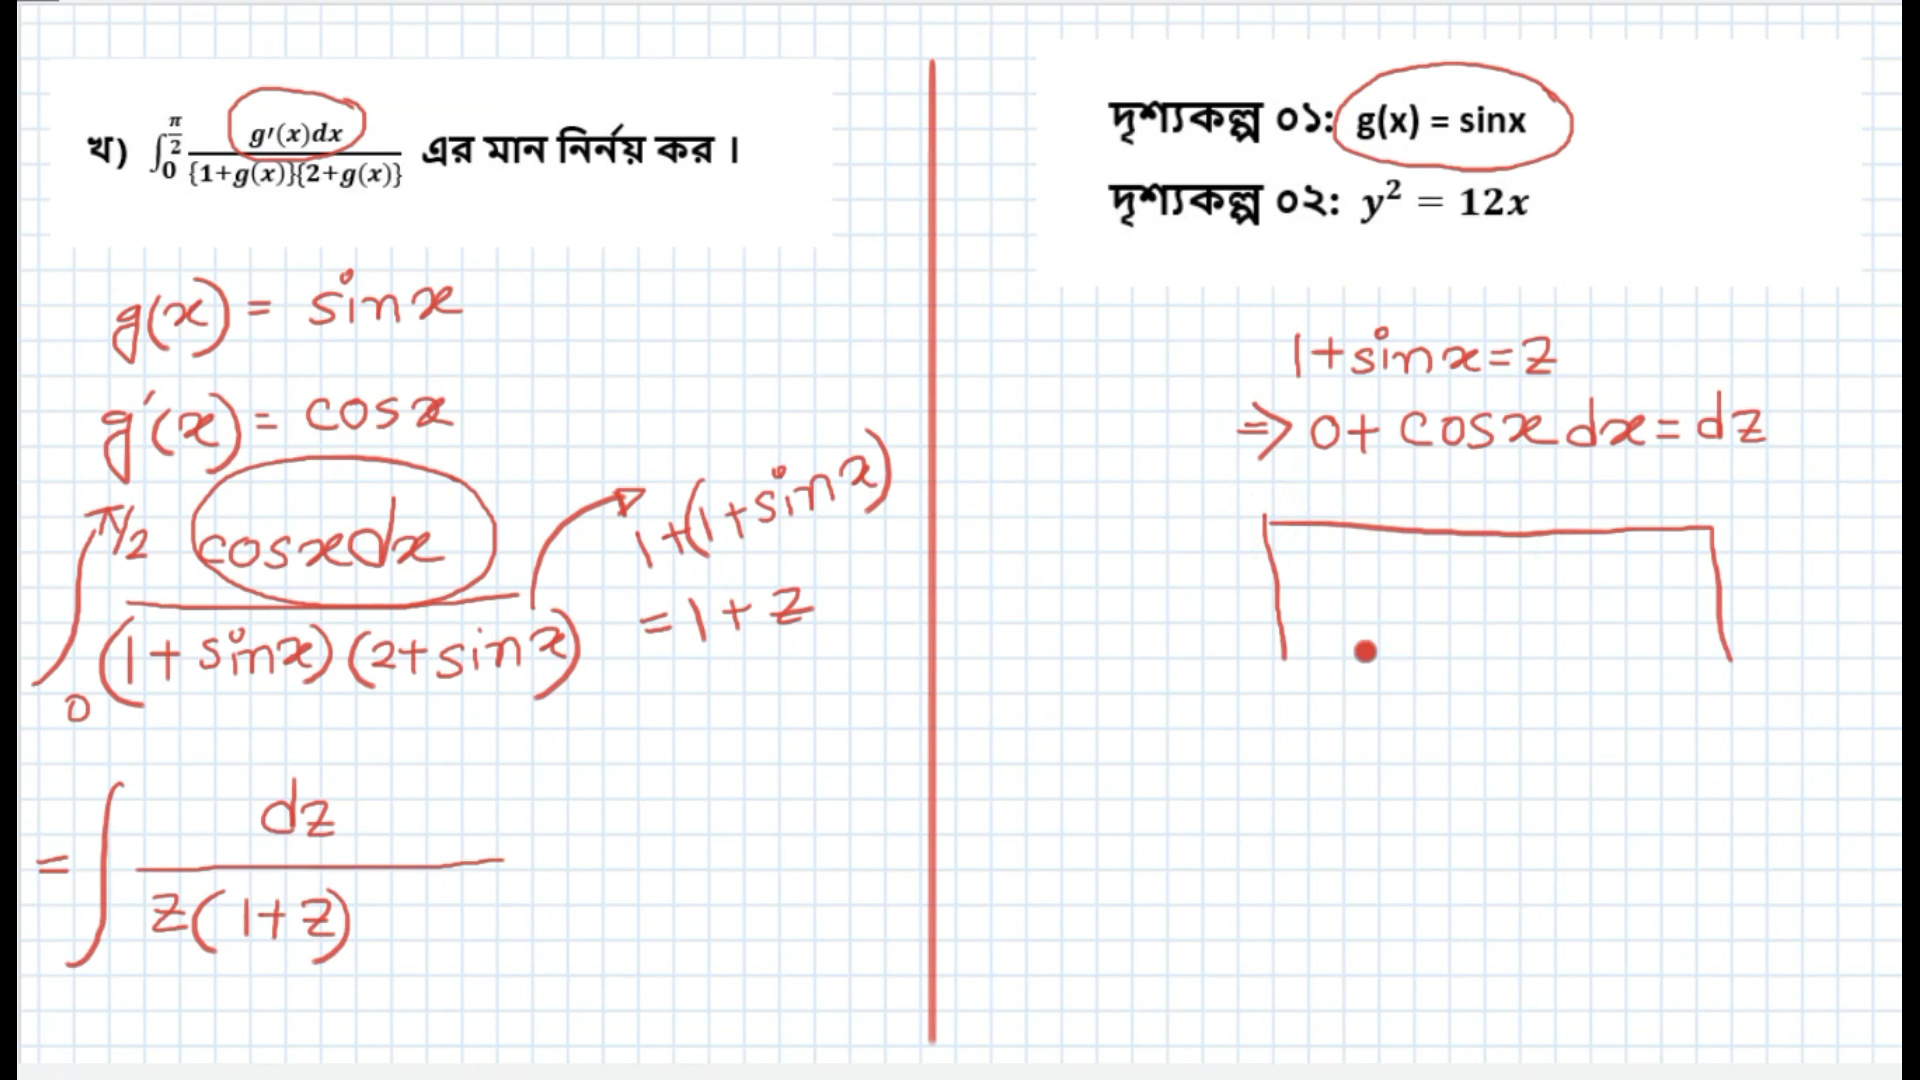 খ) ∫₀^{π/2} g′(x)dx / {1+g(x)}{2+g(x)} এর মান নির্নয় কর ।
g(x) = sinx
g′(x) = cosx
∫₀^{π/2} cosxdx / (1+sinx)(2+sinx)
1+(1+sinx)
=1+z
= ∫ dz / z(1+z)
দৃশ্যকল্প ০১: g(x) = sinx
দৃশ্যকল্প ০২: y² = 12x
1+sinx=z
⇒ 0+ cosxdx=dz